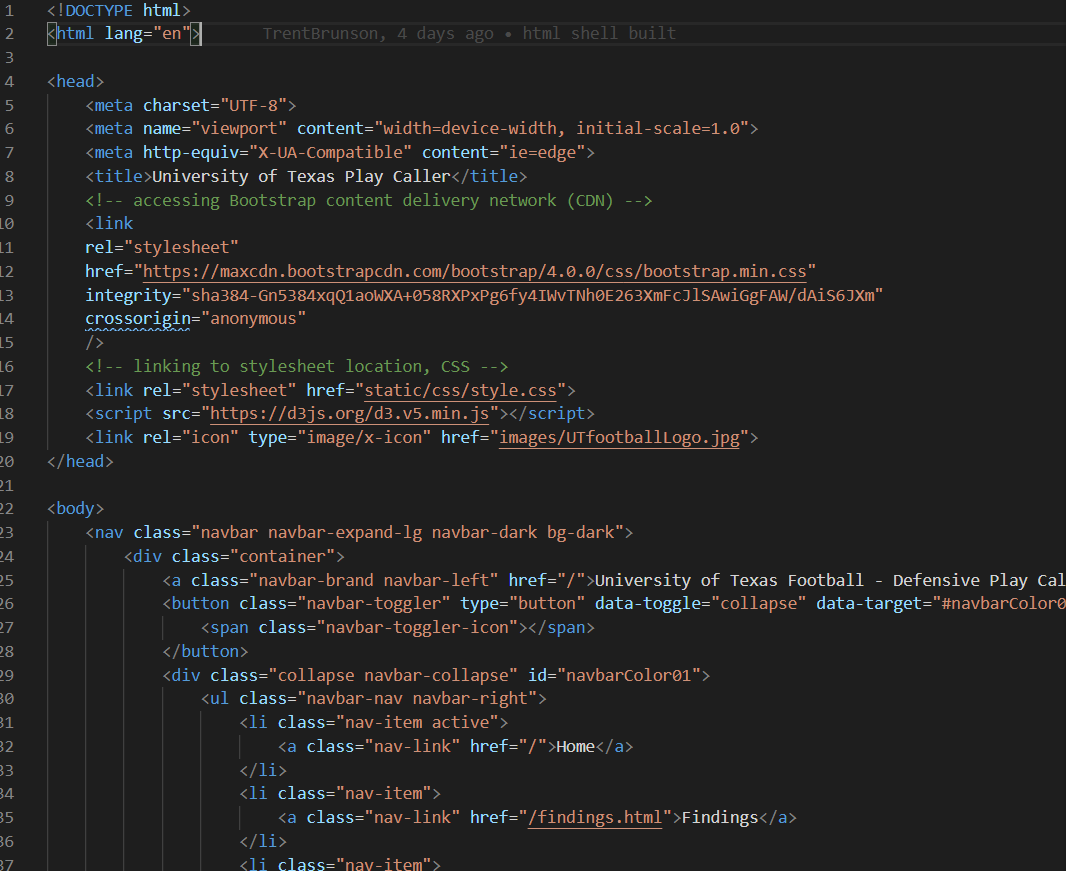 1 <!DOCTYPE html>
2 <html lang="en"> TrentBrunson, 4 days ago • html shell built
3
4 <head>
5 <meta charset="UTF-8">
6 <meta name="viewport" content="width=device-width, initial-scale=1.0">
7 <meta http-equiv="X-UA-Compatible" content="ie=edge">
8 <title>University of Texas Play Caller</title>
9 <!-- accessing Bootstrap content delivery network (CDN) -->
10 <link
11 rel="stylesheet"
12 href="https://maxcdn.bootstrapcdn.com/bootstrap/4.0.0/css/bootstrap.min.css"
13 integrity="sha384-Gn5384xqQ1aoWXA+058RXPxPg6fy4IWvTNh0E263XmFcJlSAwiGgFAW/dAiS6JXm"
14 crossorigin="anonymous"
15 />
16 <!-- linking to stylesheet location, CSS -->
17 <link rel="stylesheet" href="static/css/style.css">
18 <script src="https://d3js.org/d3.v5.min.js"></script>
19 <link rel="icon" type="image/x-icon" href="images/UTfootballLogo.jpg">
20 </head>
21
22 <body>
23 <nav class="navbar navbar-expand-lg navbar-dark bg-dark">
24 <div class="container">
25 <a class="navbar-brand navbar-left" href="/">University of Texas Football - Defensive Play Cal
26 <button class="navbar-toggler" type="button" data-toggle="collapse" data-target="#navbarColor0
27 <span class="navbar-toggler-icon"></span>
28 </button>
29 <div class="collapse navbar-collapse" id="navbarColor01">
30 <ul class="navbar-nav navbar-right">
31 <li class="nav-item active">
32 <a class="nav-link" href="/">Home</a>
33 </li>
34 <li class="nav-item">
35 <a class="nav-link" href="/findings.html">Findings</a>
36 </li>
37 <li class="nav-item">